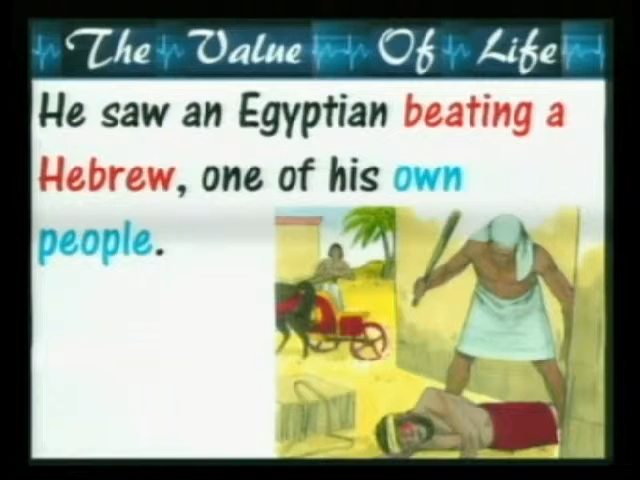 The Value Of Life
He saw an Egyptian beating a
Hebrew, one of his own
people.